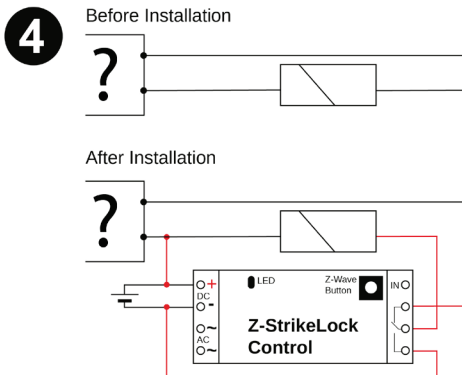 4
Before Installation
?
After Installation
?
LED
Z-Wave
Button
IN
+
DC
-
~
AC
~
Z-StrikeLock
Control